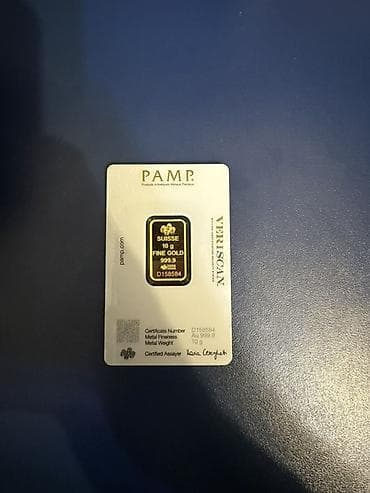 PAMP.
Produits Artistiques Métaux Précieux
pamp.com
VERISCAN
SUISSE
10 g
FINE GOLD
999.9
D158584
Certificate Number D158584
Metal Fineness Au 999.9
Metal Weight 10 g
Certified Assayer